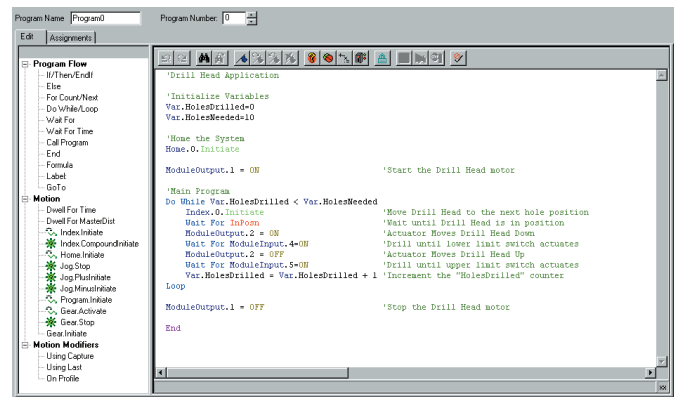 Program Name Program0 Program Number: 0
Edit Assignments
Program Flow
If/Then/EndIf
Else
For Count/Next
Do While/Loop
Wait For
Wait For Time
Call Program
End
Formula
Label:
GoTo
Motion
Dwell For Time
Dwell For MasterDist
Index.Initiate
Index.CompoundInitiate
Home.Initiate
Jog.Stop
Jog.PlusInitiate
Jog.MinusInitiate
Program.Initiate
Gear.Activate
Gear.Stop
Gear.Initiate
Motion Modifiers
Using Capture
Using Last
On Profile
'Drill Head Application
'Initialize Variables
Var.HolesDrilled=0
Var.HolesNeeded=10
'Home the System
Home.0.Initiate
ModuleOutput.1 = ON 'Start the Drill Head motor
'Main Program
Do While Var.HolesDrilled < Var.HolesNeeded
Index.0.Initiate 'Move Drill Head to the next hole position
Wait For InPosn 'Wait until Drill Head is in position
ModuleOutput.2 = ON 'Actuator Moves Drill Head Down
Wait For ModuleInput.4=ON 'Drill until lower limit switch actuates
ModuleOutput.2 = OFF 'Actuator Moves Drill Head Up
Wait For ModuleInput.5=ON 'Drill until upper limit switch actuates
Var.HolesDrilled = Var.HolesDrilled + 1 'Increment the "HolesDrilled" counter
Loop
ModuleOutput.1 = OFF 'Stop the Drill Head motor
End